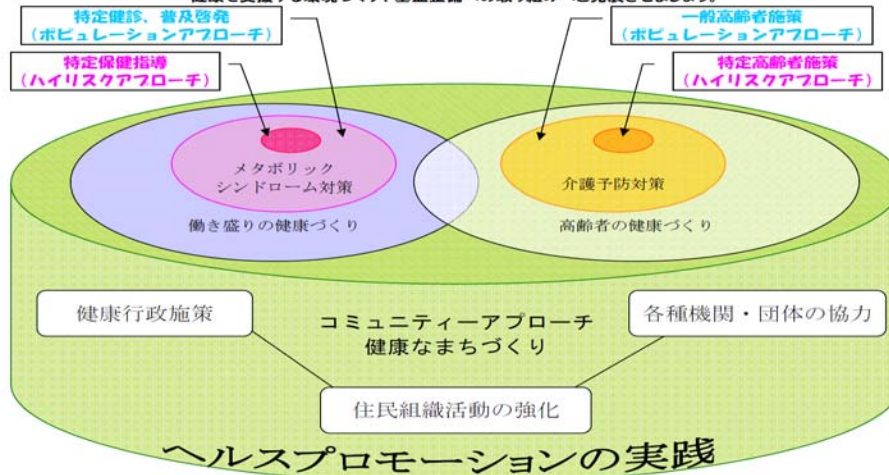 特定健診、普及啓発
(ポピュレーションアプローチ)
一般高齢者施策
(ポピュレーションアプローチ)
特定保健指導
(ハイリスクアプローチ)
特定高齢者施策
(ハイリスクアプローチ)
メタボリック
シンドローム対策
介護予防対策
働き盛りの健康づくり
高齢者の健康づくり
健康行政施策
コミュニティーアプローチ
健康なまちづくり
各種機関・団体の協力
住民組織活動の強化
ヘルスプロモーションの実践